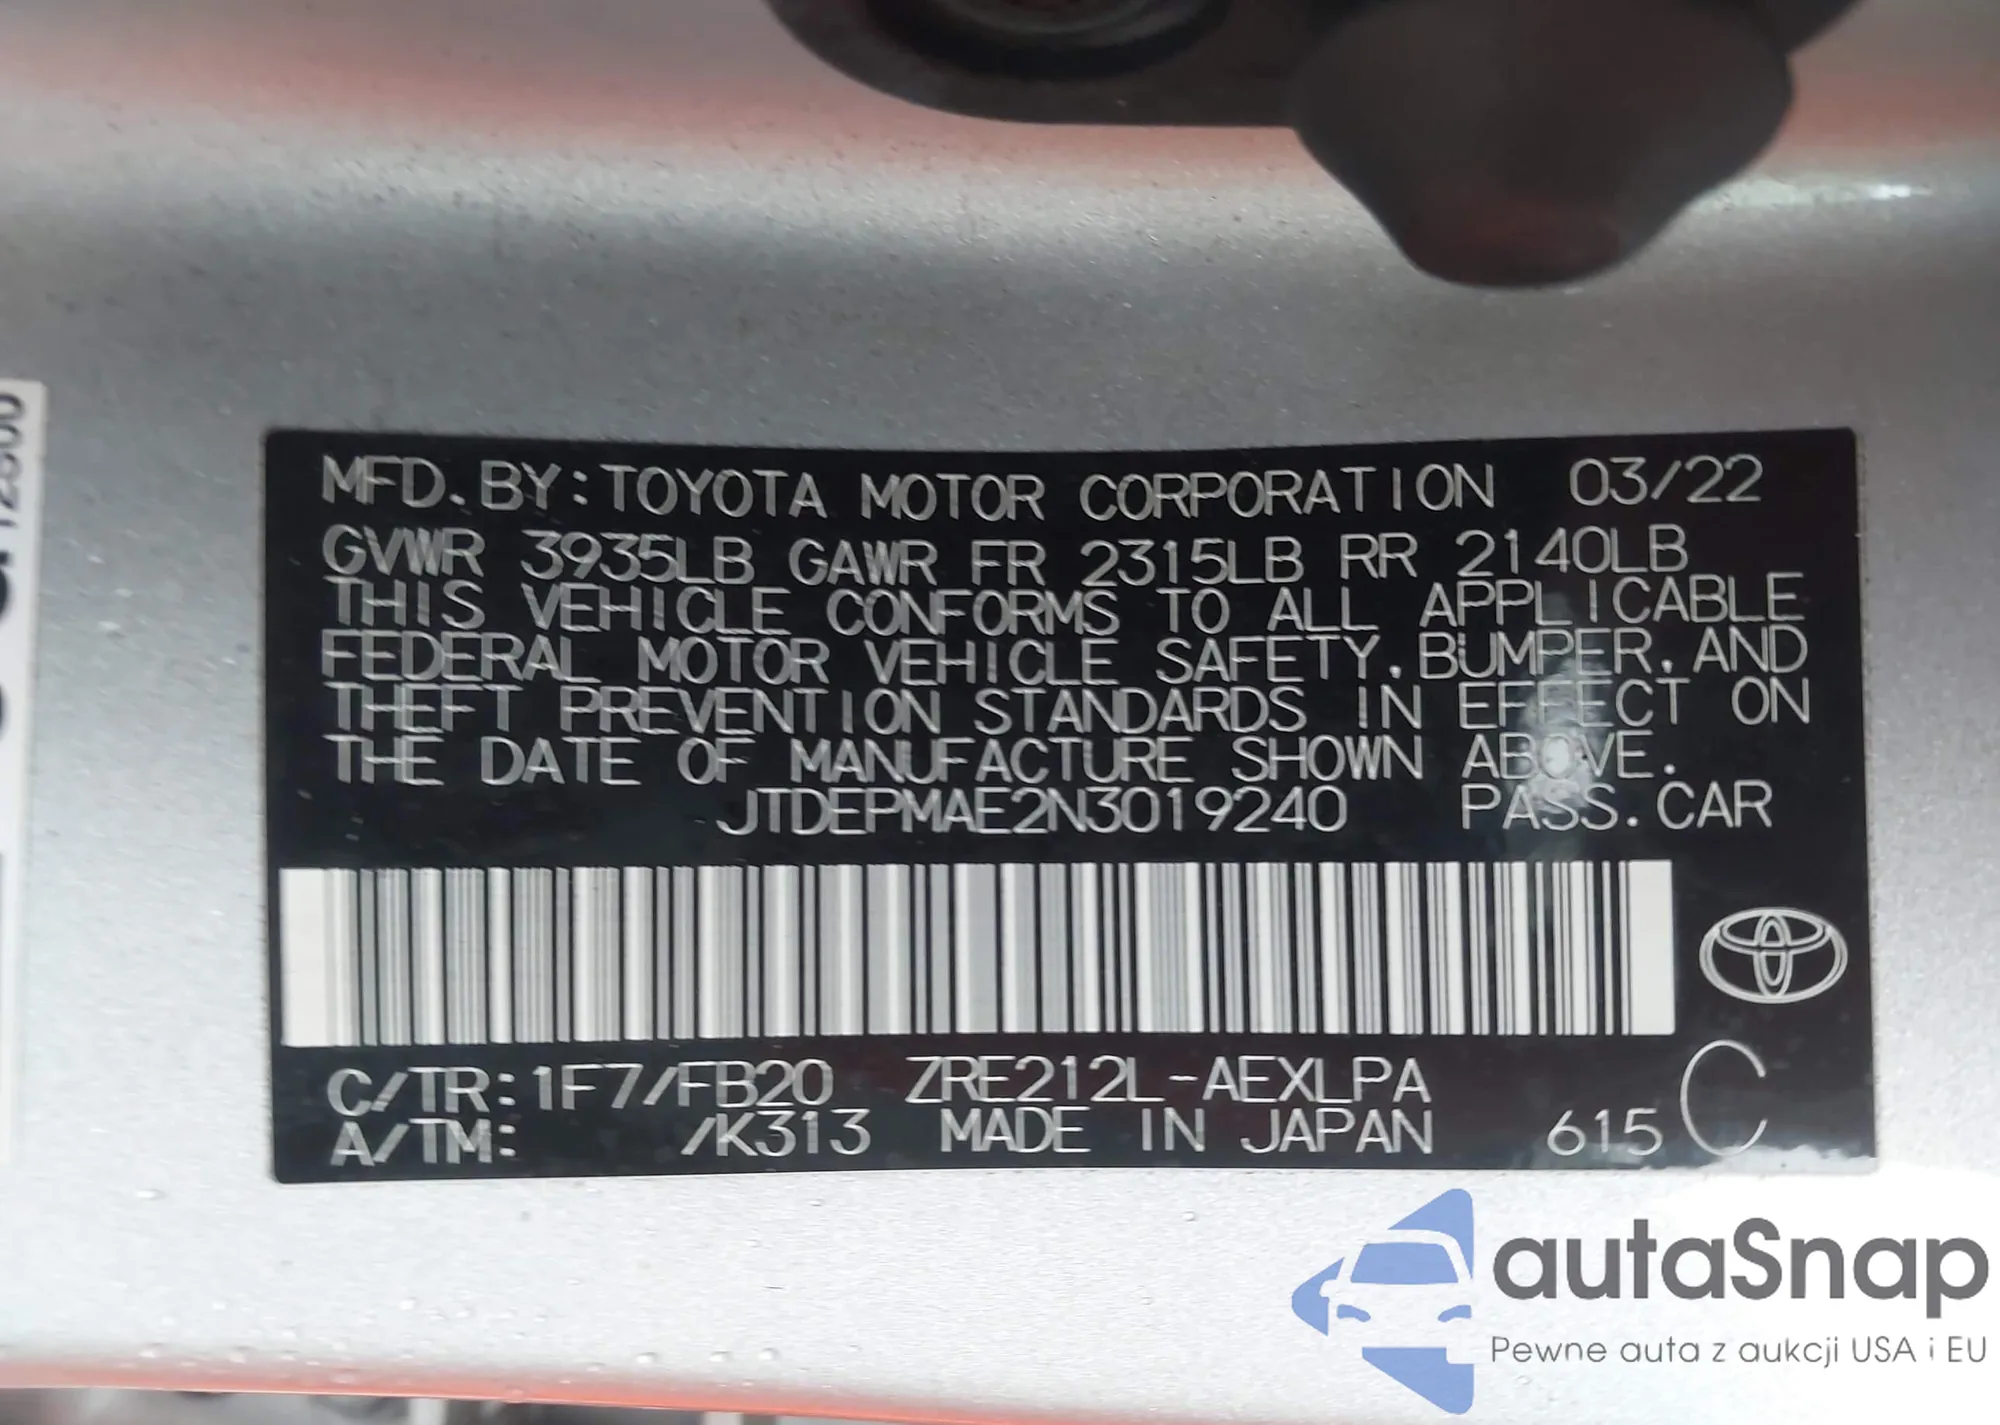 MFD. BY: TOYOTA MOTOR CORPORATION 03/22
GVWR 3935LB GAWR FR 2315LB RR 2140LB
THIS VEHICLE CONFORMS TO ALL APPLICABLE
FEDERAL MOTOR VEHICLE SAFETY, BUMPER, AND
THEFT PREVENTION STANDARDS IN EFFECT ON
THE DATE OF MANUFACTURE SHOWN ABOVE.
JTDEPMAE2N3019240 PASS. CAR
C/TR: 1F7/FB20 ZRE212L-AEXLPA
A/TM: /K313 MADE IN JAPAN 615 C
autoSnap
Pewne auta z aukcji USA i EU